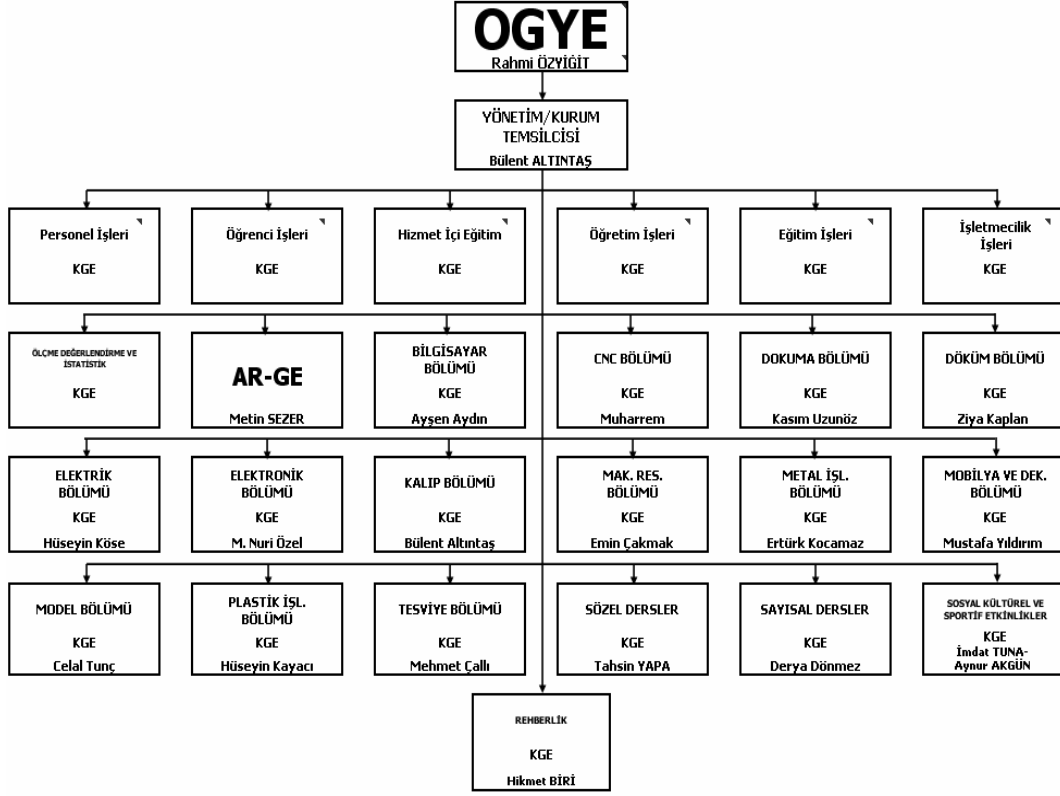 OGYE
Rahmi ÖZYİĞİT
YÖNETİM/KURUM
TEMSİLCİSİ
Bülent ALTINTAŞ
Personel İşleri
KGE
Öğrenci İşleri
KGE
Hizmet İçi Eğitim
KGE
Öğretim İşleri
KGE
Eğitim İşleri
KGE
İşletmecilik
İşleri
KGE
ÖLÇME DEĞERLENDİRME VE
İSTATİSTİK
KGE
AR-GE
Metin SEZER
BİLGİSAYAR
BÖLÜMÜ
KGE
Ayşen Aydın
CNC BÖLÜMÜ
KGE
Muharrem
DOKUMA BÖLÜMÜ
KGE
Kasım Uzunöz
DÖKÜM BÖLÜMÜ
KGE
Ziya Kaplan
ELEKTRİK
BÖLÜMÜ
KGE
Hüseyin Köse
ELEKTRONİK
BÖLÜMÜ
KGE
M. Nuri Özel
KALIP BÖLÜMÜ
KGE
Bülent Altıntaş
MAK. RES.
BÖLÜMÜ
KGE
Emin Çakmak
METAL İŞL.
BÖLÜMÜ
KGE
Ertürk Kocamaz
MOBİLYA VE DEK.
BÖLÜMÜ
KGE
Mustafa Yıldırım
MODEL BÖLÜMÜ
KGE
Celal Tunç
PLASTİK İŞL.
BÖLÜMÜ
KGE
Hüseyin Kayacı
TESVİYE BÖLÜMÜ
KGE
Mehmet Çallı
SÖZEL DERSLER
KGE
Tahsin YAPA
SAYISAL DERSLER
KGE
Derya Dönmez
SOSYAL KÜLTÜREL VE
SPORTİF ETKİNLİKLER
KGE
İmdat TUNA-
Aynur AKGÜN
REHBERLİK
KGE
Hikmet BİRİ